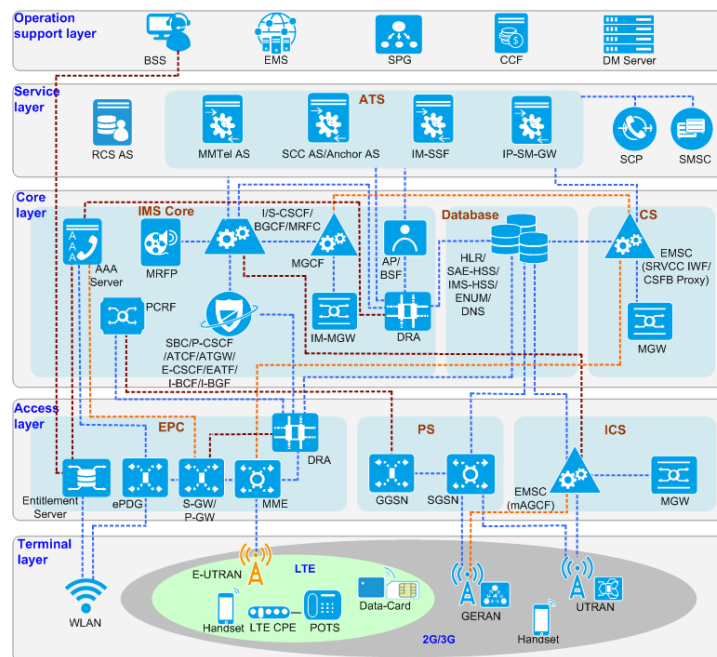 Operation
support layer
BSS
EMS
SPG
CCF
DM Server
Service
layer
ATS
RCS AS
MMTel AS
SCC AS/Anchor AS
IM-SSF
IP-SM-GW
SCP
SMSC
Core
layer
IMS Core
I/S-CSCF/
BGCF/MRFC
Database
CS
A
A
A
AAA
Server
MRFP
MGCF
AP/
BSF
HLR/
SAE-HSS/
IMS-HSS/
ENUM/
DNS
EMSC
(SRVCC IWF/
CSFB Proxy)
PCRF
SBC/P-CSCF
/ATCF/ATGW/
E-CSCF/EATF/
I-BCF/I-BGF
IM-MGW
DRA
MGW
Access
layer
EPC
PS
ICS
DRA
Entitlement
Server
ePDG
S-GW/
P-GW
MME
GGSN
SGSN
EMSC
(mAGCF)
MGW
Terminal
layer
E-UTRAN
LTE
WLAN
Handset
LTE CPE
POTS
Data-Card
GERAN
UTRAN
Handset
2G/3G